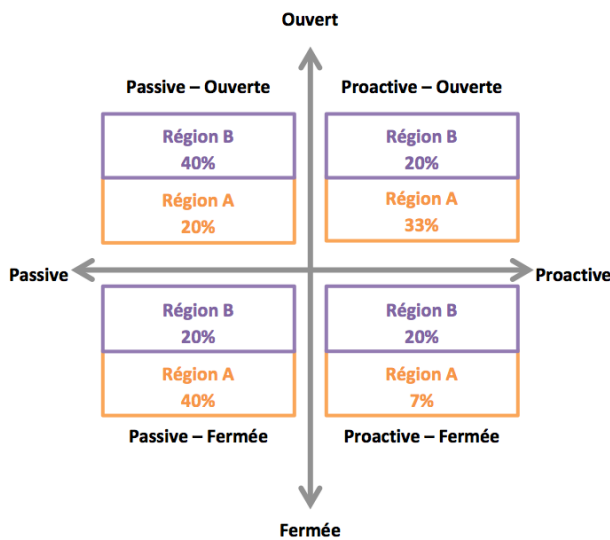 Ouvert
Passive – Ouverte
Proactive – Ouverte
Région B
40%
Région A
20%
Région B
20%
Région A
33%
Passive
Proactive
Région B
20%
Région A
40%
Région B
20%
Région A
7%
Passive – Fermée
Proactive – Fermée
Fermée